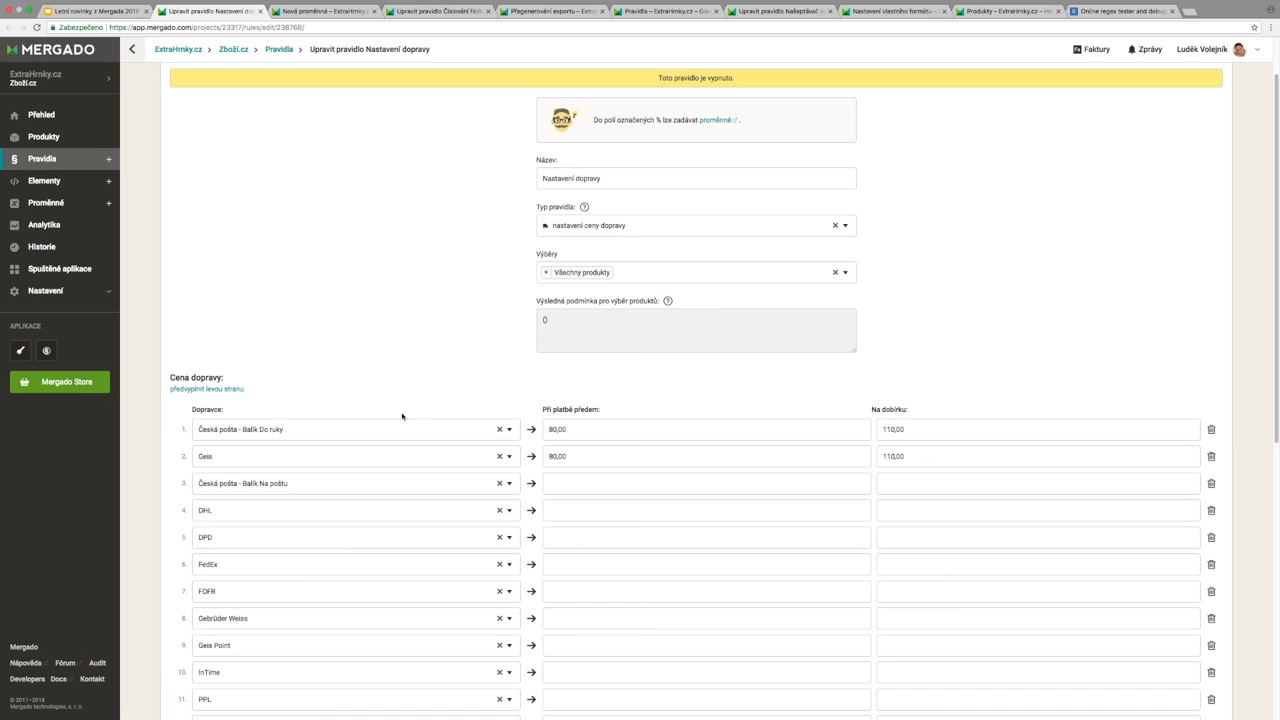 Letní novinky z Mergada 2018
Upravit pravidlo Nastavení dop
Nová proměnná – ExtraHrnky.c
Upravit pravidlo Číslování řídk
Přegenerování exportu – Extra
Pravidla – ExtraHrnky.cz – Gla
Upravit pravidlo Našeptávač k
Nastavení vlastního formátu –
Produkty – ExtraHrnky.cz – He
Online regex tester and debug
Zabezpečeno | https://app.mergado.com/projects/23317/rules/edit/238768/
MERGADO
ExtraHrnky.cz > Zboží.cz > Pravidla > Upravit pravidlo Nastavení dopravy
Faktury
Zprávy
Luděk Volejník
ExtraHrnky.cz
Zboží.cz
Přehled
Produkty
Pravidla +
Elementy +
Proměnné +
Analytika
Historie
Spuštěné aplikace
Nastavení
APLIKACE
Mergado Store
Mergado
Nápověda Fórum Audit
Developers Docs Kontakt
© 2011–2018
Mergado technologies, s. r. o.
Toto pravidlo je vypnuto.
Do polí označených % lze zadávat proměnné .
Název:
Nastavení dopravy
Typ pravidla: ?
nastavení ceny dopravy
Výběry
× Všechny produkty
Výsledná podmínka pro výběr produktů: ?
()
Cena dopravy:
předvyplnit levou stranu
Dopravce: Při platbě předem: Na dobírku:
1. Česká pošta - Balík Do ruky 80,00 110,00
2. Geis 80,00 110,00
3. Česká pošta - Balík Na poštu
4. DHL
5. DPD
6. FedEx
7. FOFR
8. Gebrüder Weiss
9. Geis Point
10. InTime
11. PPL